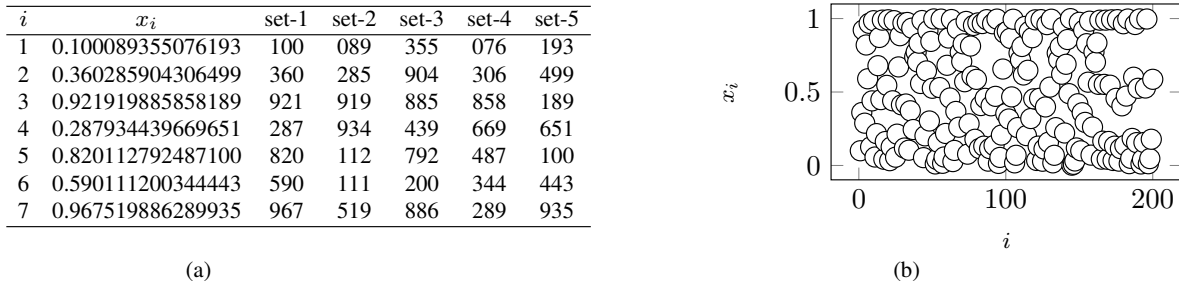 i x_i set-1 set-2 set-3 set-4 set-5
1 0.100089355076193 100 089 355 076 193
2 0.360285904306499 360 285 904 306 499
3 0.921919885858189 921 919 885 858 189
4 0.287934439669651 287 934 439 669 651
5 0.820112792487100 820 112 792 487 100
6 0.590111200344443 590 111 200 344 443
7 0.967519886289935 967 519 886 289 935
(a)
1
0.5
0
x_i
0 100 200
i
(b)